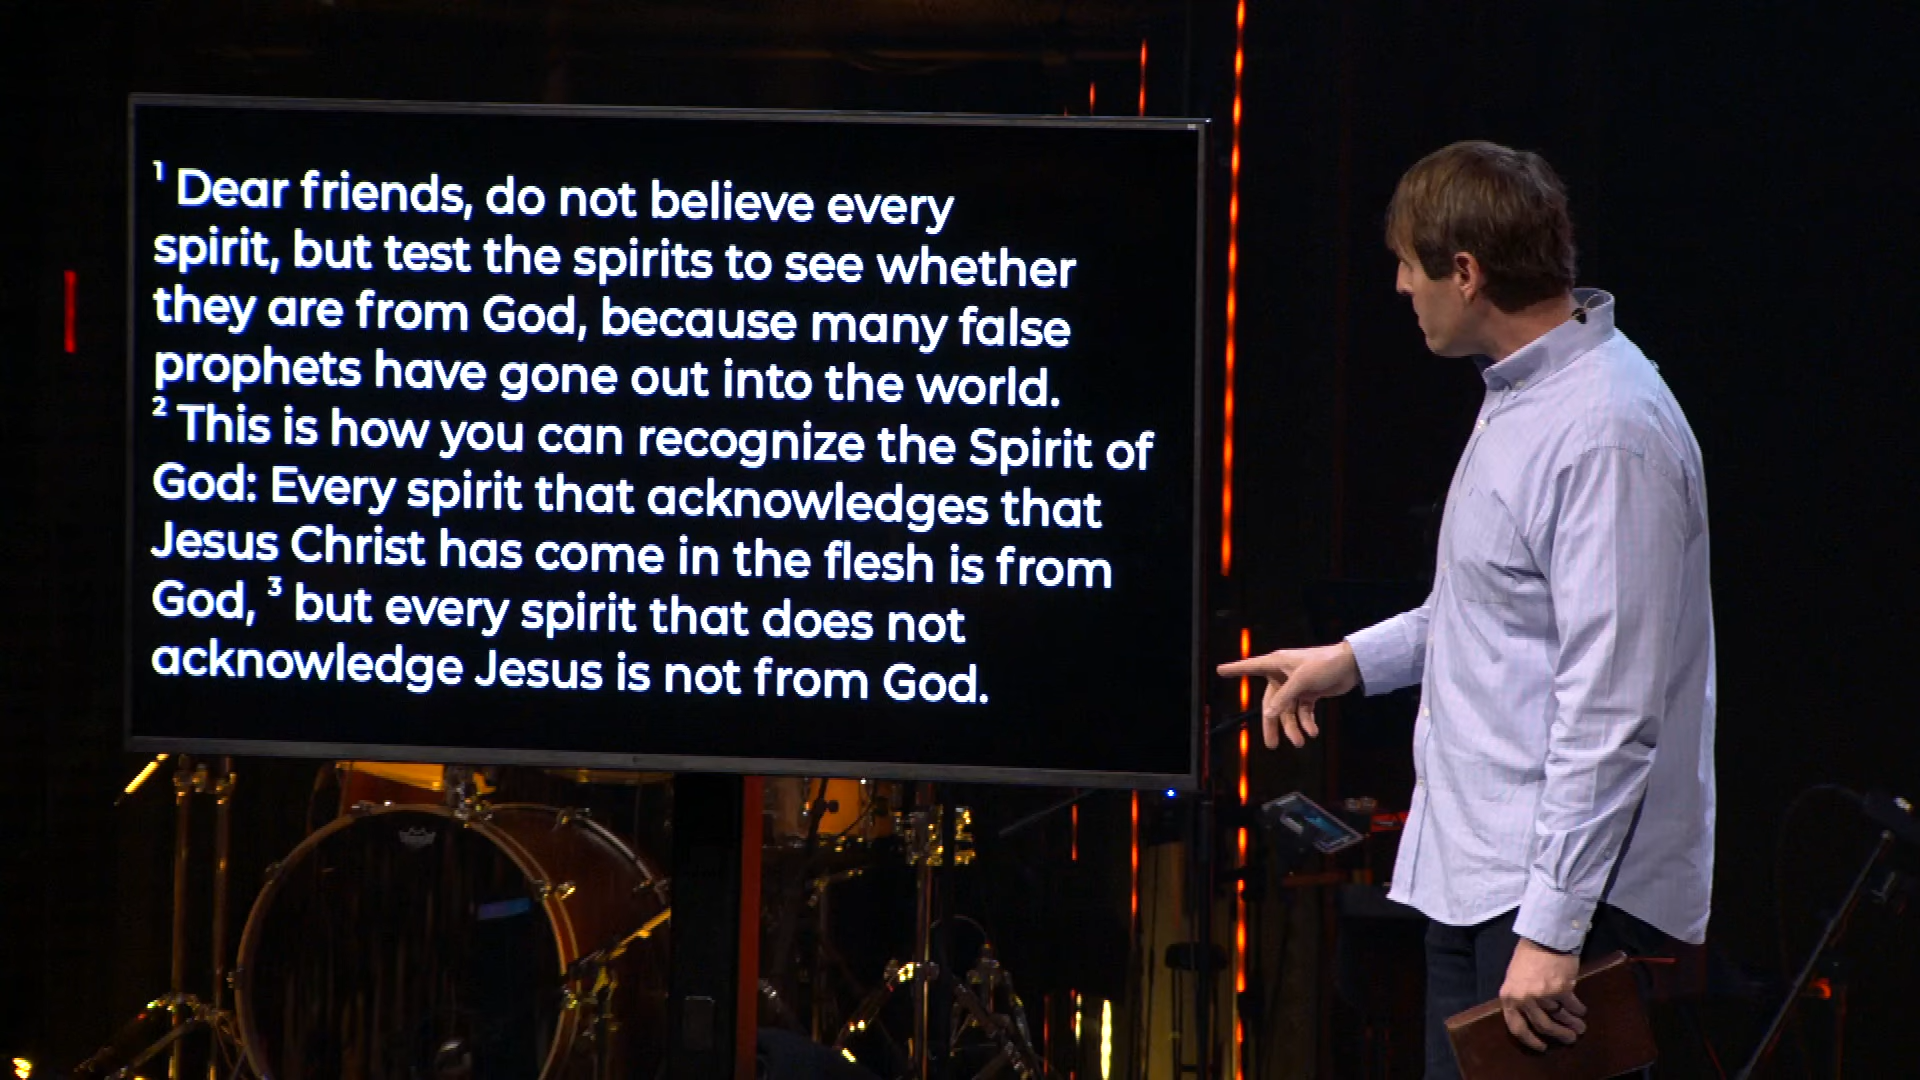 ¹ Dear friends, do not believe every
spirit, but test the spirits to see whether
they are from God, because many false
prophets have gone out into the world.
² This is how you can recognize the Spirit of
God: Every spirit that acknowledges that
Jesus Christ has come in the flesh is from
God, ³ but every spirit that does not
acknowledge Jesus is not from God.